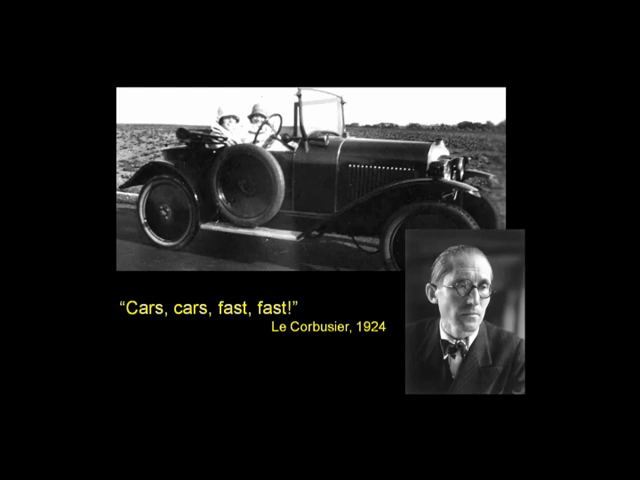 “Cars, cars, fast, fast!”
Le Corbusier, 1924